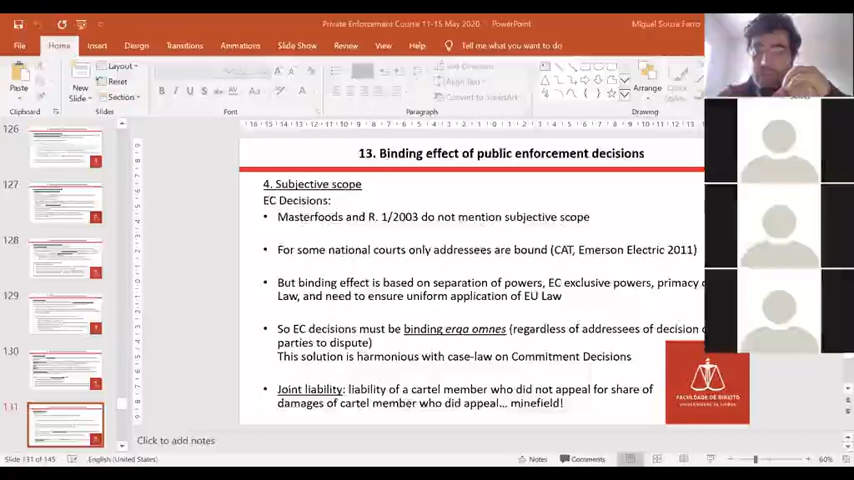 Private Enforcement Course 11-15 May 2020 - PowerPoint
Miguel Sousa Ferro
File Home Insert Design Transitions Animations Slide Show Review View Help Tell me what you want to do
Paste
Clipboard
New
Slide
Layout
Reset
Section
Slides
Font
Text Direction
Align Text
Convert to SmartArt
Paragraph
Arrange
Drawing
126
127
128
129
130
131
13. Binding effect of public enforcement decisions
4. Subjective scope
EC Decisions:
• Masterfoods and R. 1/2003 do not mention subjective scope
• For some national courts only addressees are bound (CAT, Emerson Electric 2011)
• But binding effect is based on separation of powers, EC exclusive powers, primacy
Law, and need to ensure uniform application of EU Law
• So EC decisions must be binding erga omnes (regardless of addressees of decision
parties to dispute)
This solution is harmonious with case-law on Commitment Decisions
• Joint liability: liability of a cartel member who did not appeal for share of
damages of cartel member who did appeal... minefield!
FACULDADE DE DIREITO
UNIVERSIDADE DE LISBOA
Click to add notes
Slide 131 of 145 English (United States) Notes Comments 60%